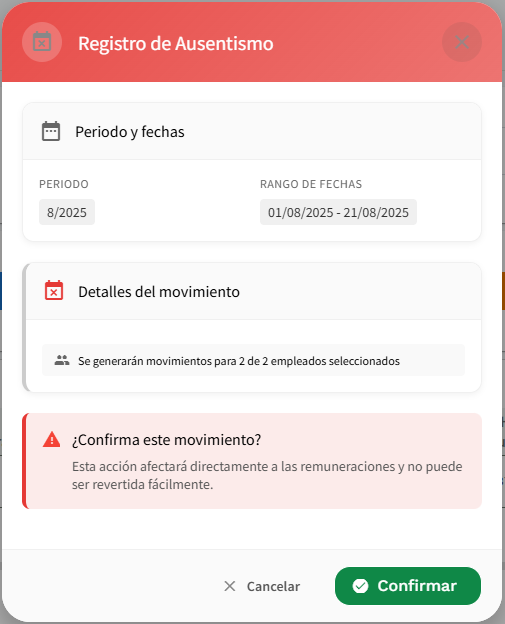 Registro de Ausentismo
Periodo y fechas
PERIODO
RANGO DE FECHAS
8/2025
01/08/2025 - 21/08/2025
Detalles del movimiento
Se generarán movimientos para 2 de 2 empleados seleccionados
¿Confirma este movimiento?
Esta acción afectará directamente a las remuneraciones y no puede
ser revertida fácilmente.
Cancelar
Confirmar